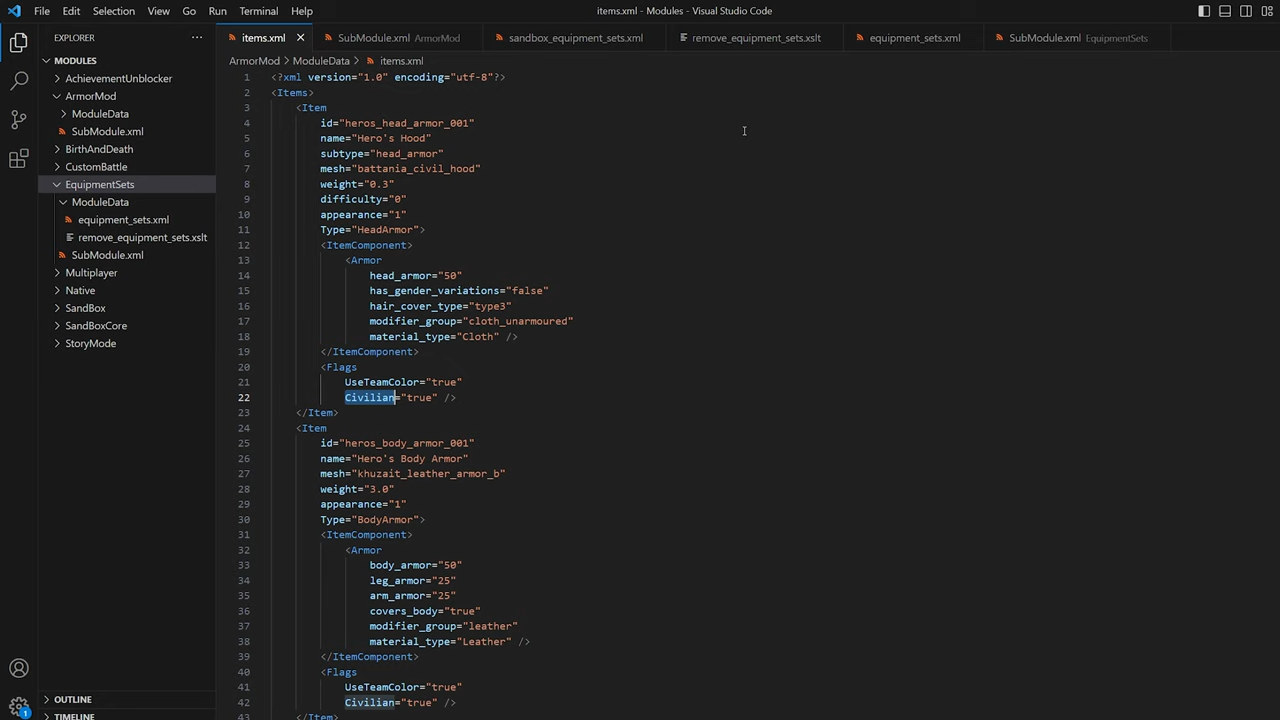 File Edit Selection View Go Run Terminal Help
items.xml - Modules - Visual Studio Code
EXPLORER
MODULES
AchievementUnblocker
ArmorMod
ModuleData
SubModule.xml
BirthAndDeath
CustomBattle
EquipmentSets
ModuleData
equipment_sets.xml
remove_equipment_sets.xslt
SubModule.xml
Multiplayer
Native
SandBox
SandBoxCore
StoryMode
OUTLINE
TIMELINE
1
items.xml SubModule.xml ArmorMod sandbox_equipment_sets.xml remove_equipment_sets.xslt equipment_sets.xml SubModule.xml EquipmentSets
ArmorMod > ModuleData > items.xml
1 <?xml version="1.0" encoding="utf-8"?>
2 <Items>
3 <Item
4 id="heros_head_armor_001"
5 name="Hero's Hood"
6 subtype="head_armor"
7 mesh="battania_civil_hood"
8 weight="0.3"
9 difficulty="0"
10 appearance="1"
11 Type="HeadArmor">
12 <ItemComponent>
13 <Armor
14 head_armor="50"
15 has_gender_variations="false"
16 hair_cover_type="type3"
17 modifier_group="cloth_unarmoured"
18 material_type="Cloth" />
19 </ItemComponent>
20 <Flags
21 UseTeamColor="true"
22 Civilian="true" />
23 </Item>
24 <Item
25 id="heros_body_armor_001"
26 name="Hero's Body Armor"
27 mesh="khuzait_leather_armor_b"
28 weight="3.0"
29 appearance="1"
30 Type="BodyArmor">
31 <ItemComponent>
32 <Armor
33 body_armor="50"
34 leg_armor="25"
35 arm_armor="25"
36 covers_body="true"
37 modifier_group="leather"
38 material_type="Leather" />
39 </ItemComponent>
40 <Flags
41 UseTeamColor="true"
42 Civilian="true" />
43 </Item>